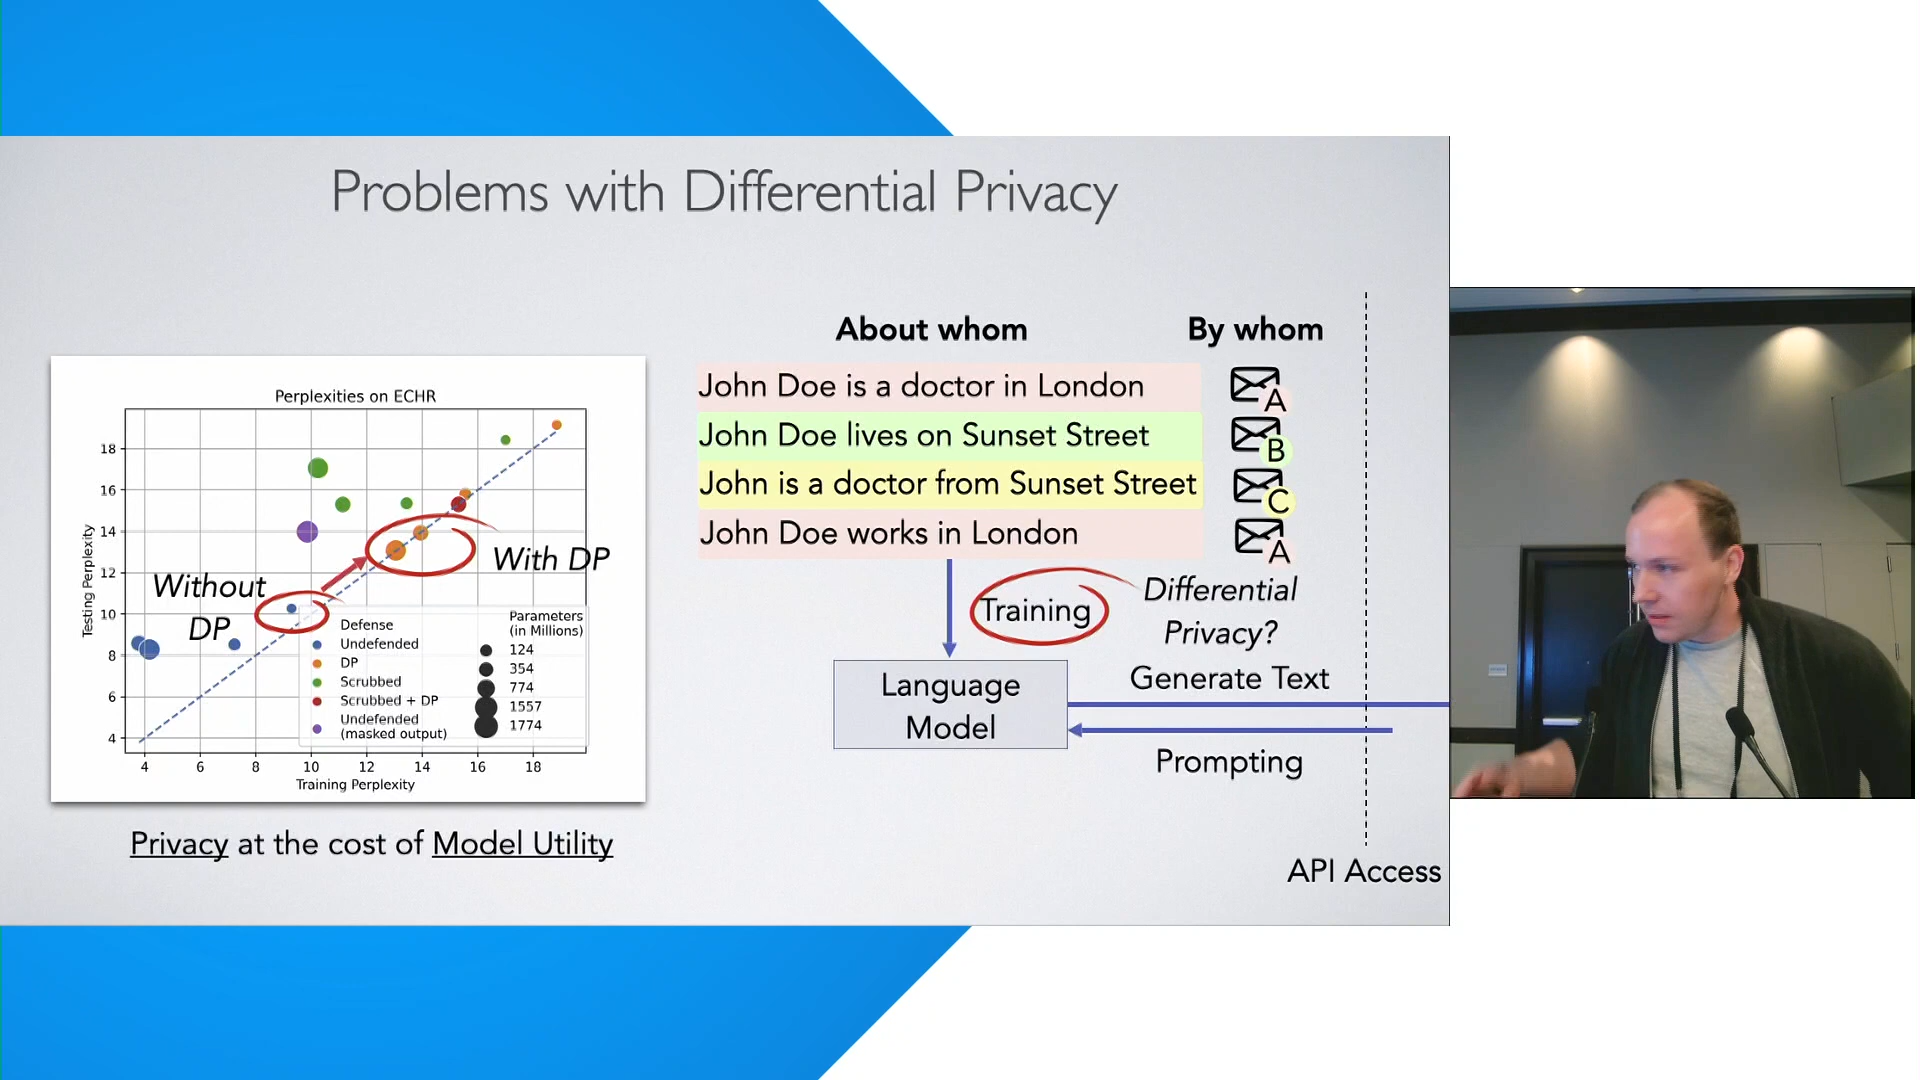 Problems with Differential Privacy
Perplexities on ECHR
Testing Perplexity
18
16
14
12
10
8
6
4
4 6 8 10 12 14 16 18
Training Perplexity
Without
DP
With DP
Defense
Undefended
DP
Scrubbed
Scrubbed + DP
Undefended
(masked output)
Parameters
(in Millions)
124
354
774
1557
1774
Privacy at the cost of Model Utility
About whom By whom
John Doe is a doctor in London A
John Doe lives on Sunset Street B
John is a doctor from Sunset Street C
John Doe works in London A
Training
Differential
Privacy?
Language
Model
Generate Text
Prompting
API Access